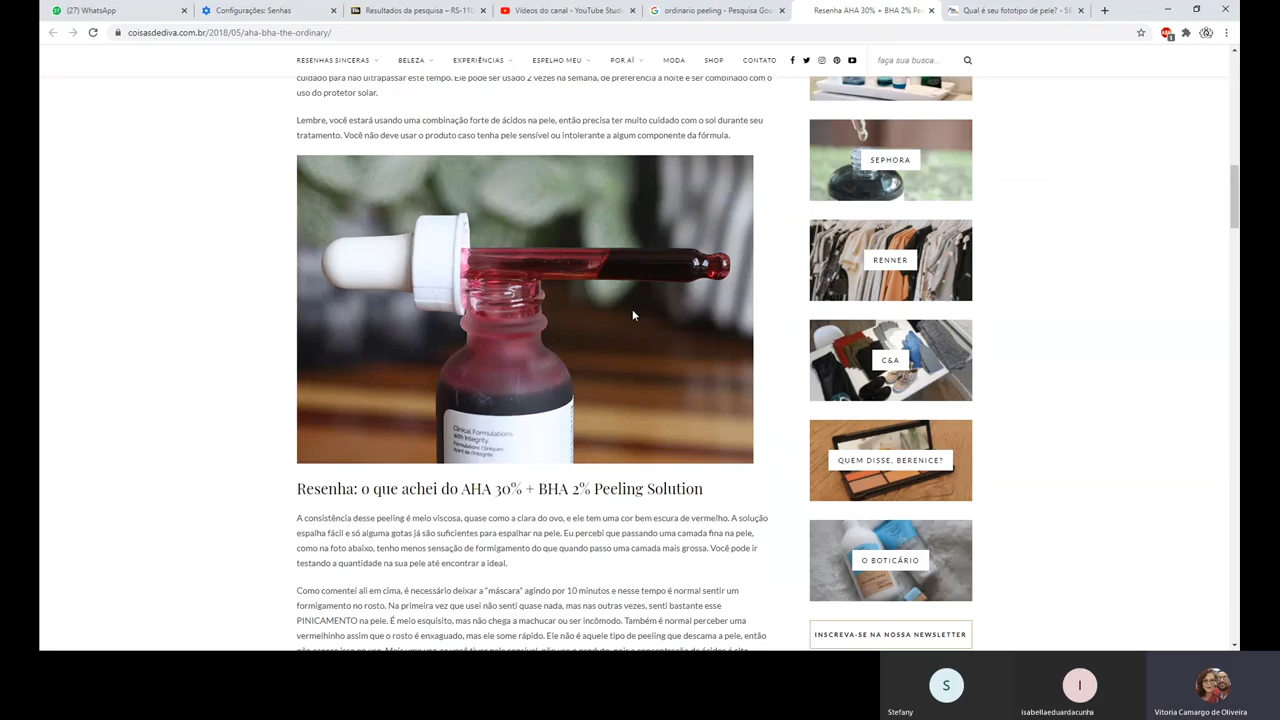 (27) WhatsApp
Configurações: Senhas
Resultados da pesquisa – RS-110
Vídeos do canal - YouTube Studi
ordinario peeling - Pesquisa Goo
Resenha AHA 30% + BHA 2% Pe
Qual é seu fototipo de pele? - SB
coisasdediva.com.br/2018/05/aha-bha-the-ordinary/
RESENHAS SINCERAS
BELEZA
EXPERIÊNCIAS
ESPELHO MEU
POR AÍ
MODA
SHOP
CONTATO
faça sua busca...
cuidado para não ultrapassar este tempo. Ele pode ser usado 2 vezes na semana, de preferência à noite e ser combinado com o
uso do protetor solar.
Lembre, você estará usando uma combinação forte de ácidos na pele, então precisa ter muito cuidado com o sol durante seu
tratamento. Você não deve usar o produto caso tenha pele sensível ou intolerante a algum componente da fórmula.
Clinical Formulations
with Integrity
Formulations Cliniques
ayant de l'intégrité
Resenha: o que achei do AHA 30% + BHA 2% Peeling Solution
A consistência desse peeling é meio viscosa, quase como a clara do ovo, e ele tem uma cor bem escura de vermelho. A solução
espalha fácil e só alguma gotas já são suficientes para espalhar na pele. Eu percebi que passando uma camada fina na pele,
como na foto abaixo, tenho menos sensação de formigamento do que quando passo uma camada mais grossa. Você pode ir
testando a quantidade na sua pele até encontrar a ideal.
Como comentei ali em cima, é necessário deixar a "máscara" agindo por 10 minutos e nesse tempo é normal sentir um
formigamento no rosto. Na primeira vez que usei não senti quase nada, mas nas outras vezes, senti bastante esse
PINICAMENTO na pele. É meio esquisito, mas não chega a machucar ou ser incômodo. Também é normal perceber uma
vermelhinho assim que o rosto é enxaguado, mas ele some rápido. Ele não é aquele tipo de peeling que descama a pele, então
SEPHORA
RENNER
C&A
QUEM DISSE, BERENICE?
O BOTICÁRIO
INSCREVA-SE NA NOSSA NEWSLETTER
S
Stefany
I
isabellaeduardacunha
Vitoria Camargo de Oliveira